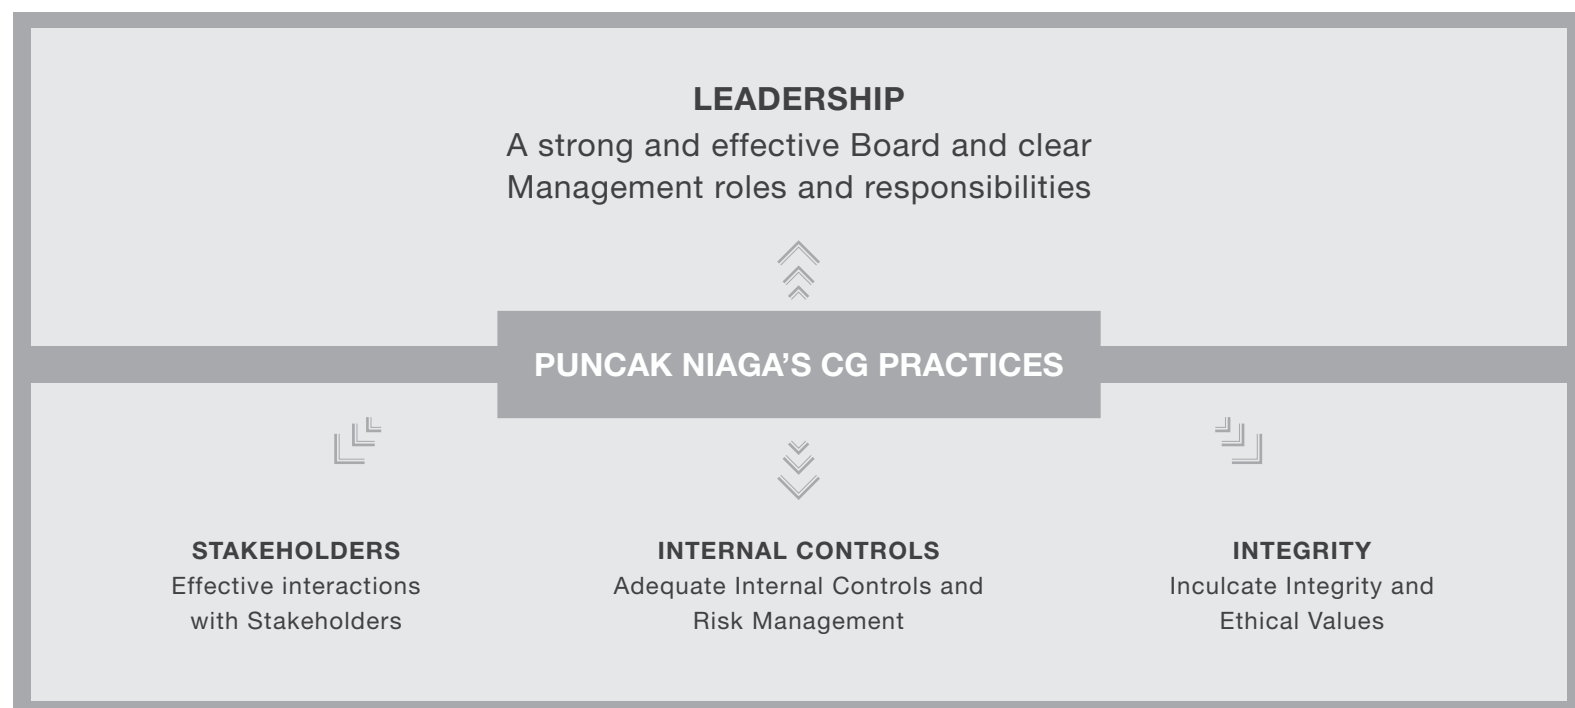 LEADERSHIP
A strong and effective Board and clear
Management roles and responsibilities
PUNCAK NIAGA’S CG PRACTICES
STAKEHOLDERS
Effective interactions
with Stakeholders
INTERNAL CONTROLS
Adequate Internal Controls and
Risk Management
INTEGRITY
Inculcate Integrity and
Ethical Values